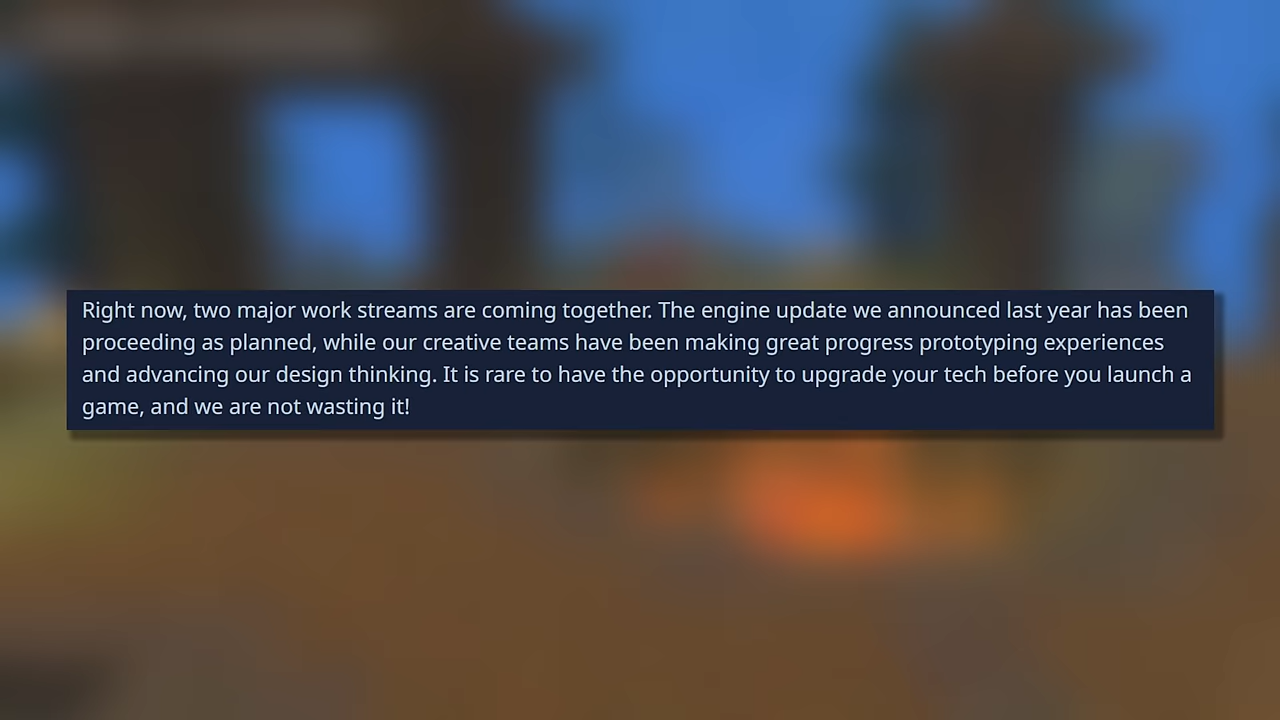 Right now, two major work streams are coming together. The engine update we announced last year has been
proceeding as planned, while our creative teams have been making great progress prototyping experiences
and advancing our design thinking. It is rare to have the opportunity to upgrade your tech before you launch a
game, and we are not wasting it!